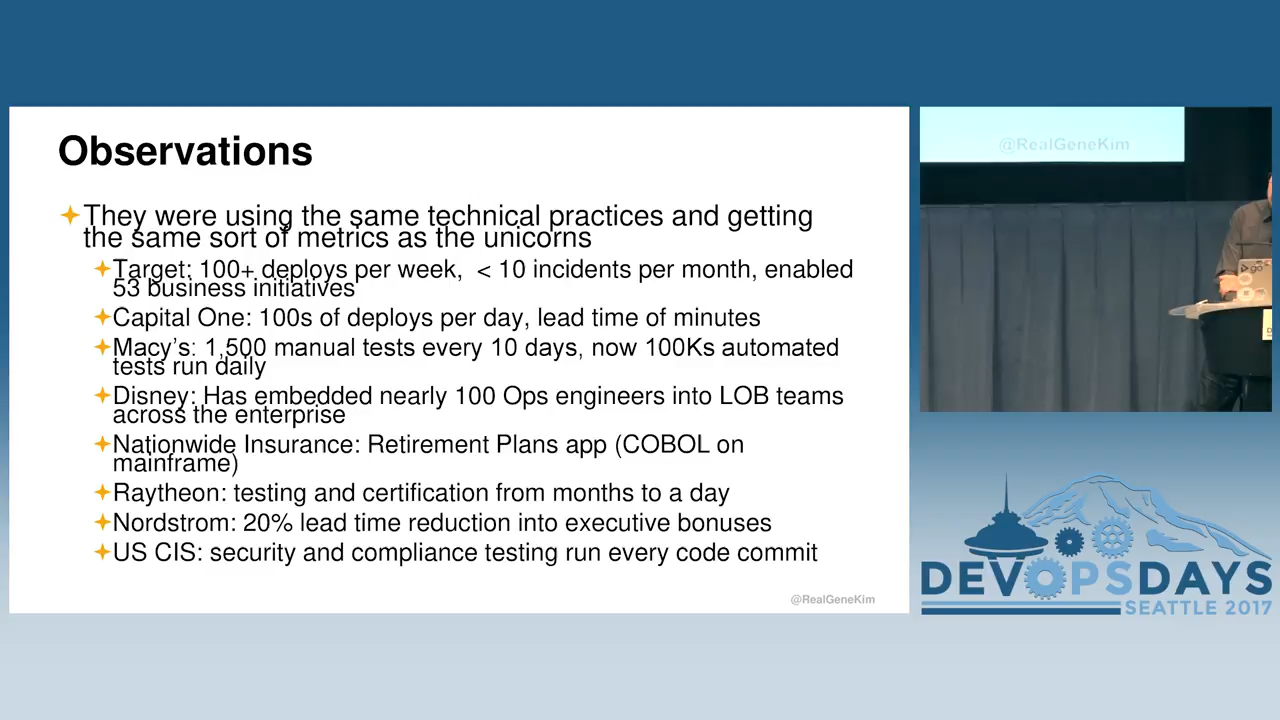 Observations
They were using the same technical practices and getting
the same sort of metrics as the unicorns
Target: 100+ deploys per week,  < 10 incidents per month, enabled
53 business initiatives
Capital One: 100s of deploys per day, lead time of minutes
Macy’s: 1,500 manual tests every 10 days, now 100Ks automated
tests run daily
Disney: Has embedded nearly 100 Ops engineers into LOB teams
across the enterprise
Nationwide Insurance: Retirement Plans app (COBOL on
mainframe)
Raytheon: testing and certification from months to a day
Nordstrom: 20% lead time reduction into executive bonuses
US CIS: security and compliance testing run every code commit
@RealGeneKim
@RealGeneKim
DEVOPSDAYS
SEATTLE 2017